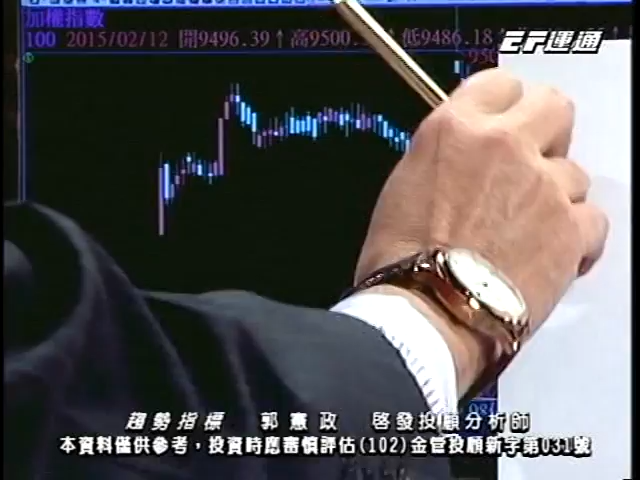 加權指數
100 2015/02/12 開9496.39↑高9500. 低9486.18
EF運通
950
趨勢指標 郭憲政 啓發投顧分析師
本資料僅供參考，投資時應審慎評估(102)金管投顧新字第031號